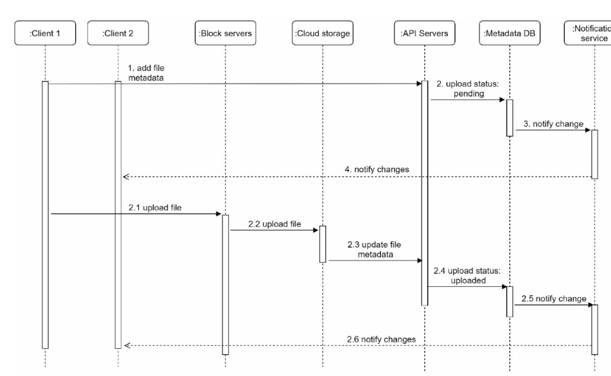 :Client 1
:Client 2
:Block servers
:Cloud storage
:API Servers
:Metadata DB
:Notificatio
service
1. add file
metadata
2. upload status:
pending
3. notify change
4. notify changes
2.1 upload file
2.2 upload file
2.3 update file
metadata
2.4 upload status:
uploaded
2.5 notify change
2.6 notify changes